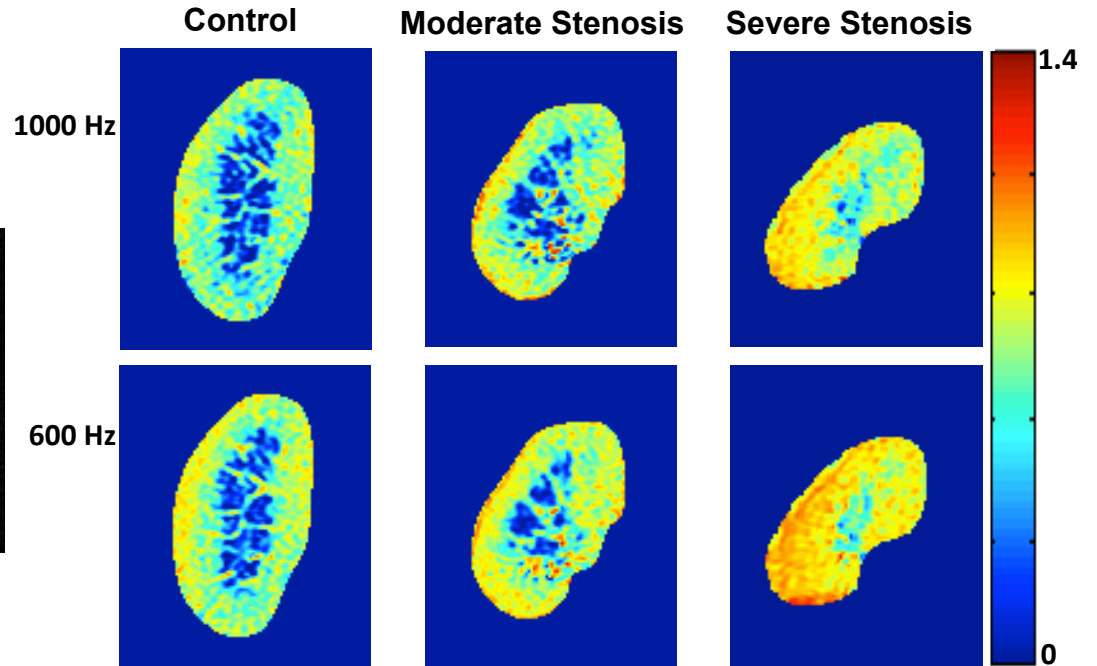 Control
Moderate Stenosis
Severe Stenosis
1.4
1000 Hz
600 Hz
0